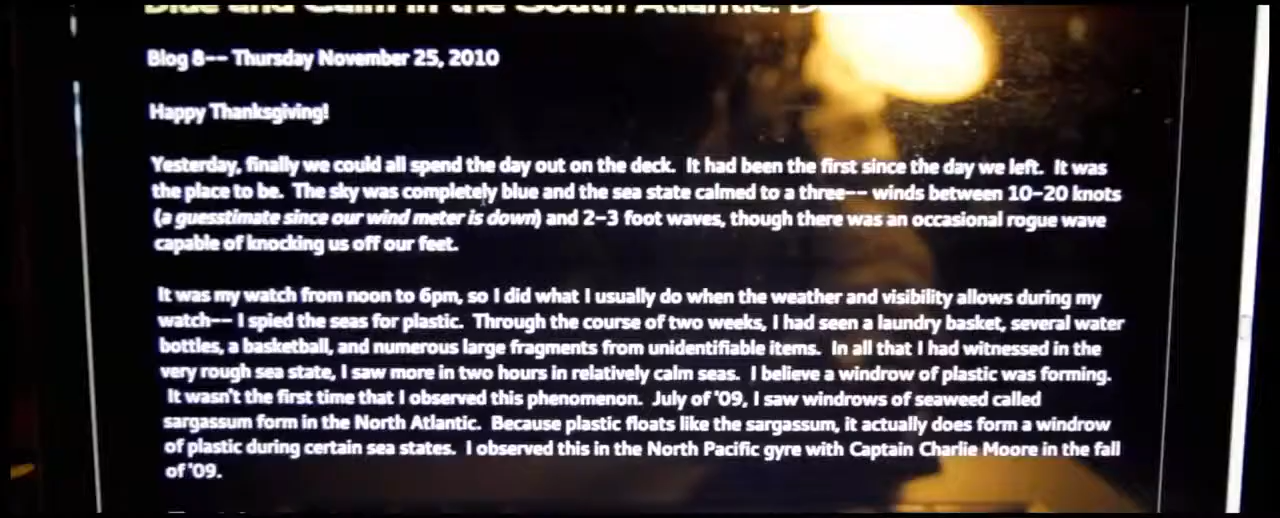 Blue and Calm in the South Atlantic.
Blog 8-- Thursday November 25, 2010
Happy Thanksgiving!
Yesterday, finally we could all spend the day out on the deck.  It had been the first since the day we left.  It was
the place to be.  The sky was completely blue and the sea state calmed to a three-- winds between 10-20 knots
(a guesstimate since our wind meter is down) and 2-3 foot waves, though there was an occasional rogue wave
capable of knocking us off our feet.
It was my watch from noon to 6pm, so I did what I usually do when the weather and visibility allows during my
watch-- I spied the seas for plastic.  Through the course of two weeks, I had seen a laundry basket, several water
bottles, a basketball, and numerous large fragments from unidentifiable items.  In all that I had witnessed in the
very rough sea state, I saw more in two hours in relatively calm seas.  I believe a windrow of plastic was forming.
It wasn't the first time that I observed this phenomenon.  July of '09, I saw windrows of seaweed called
sargassum form in the North Atlantic.  Because plastic floats like the sargassum, it actually does form a windrow
of plastic during certain sea states.  I observed this in the North Pacific gyre with Captain Charlie Moore in the fall
of '09.